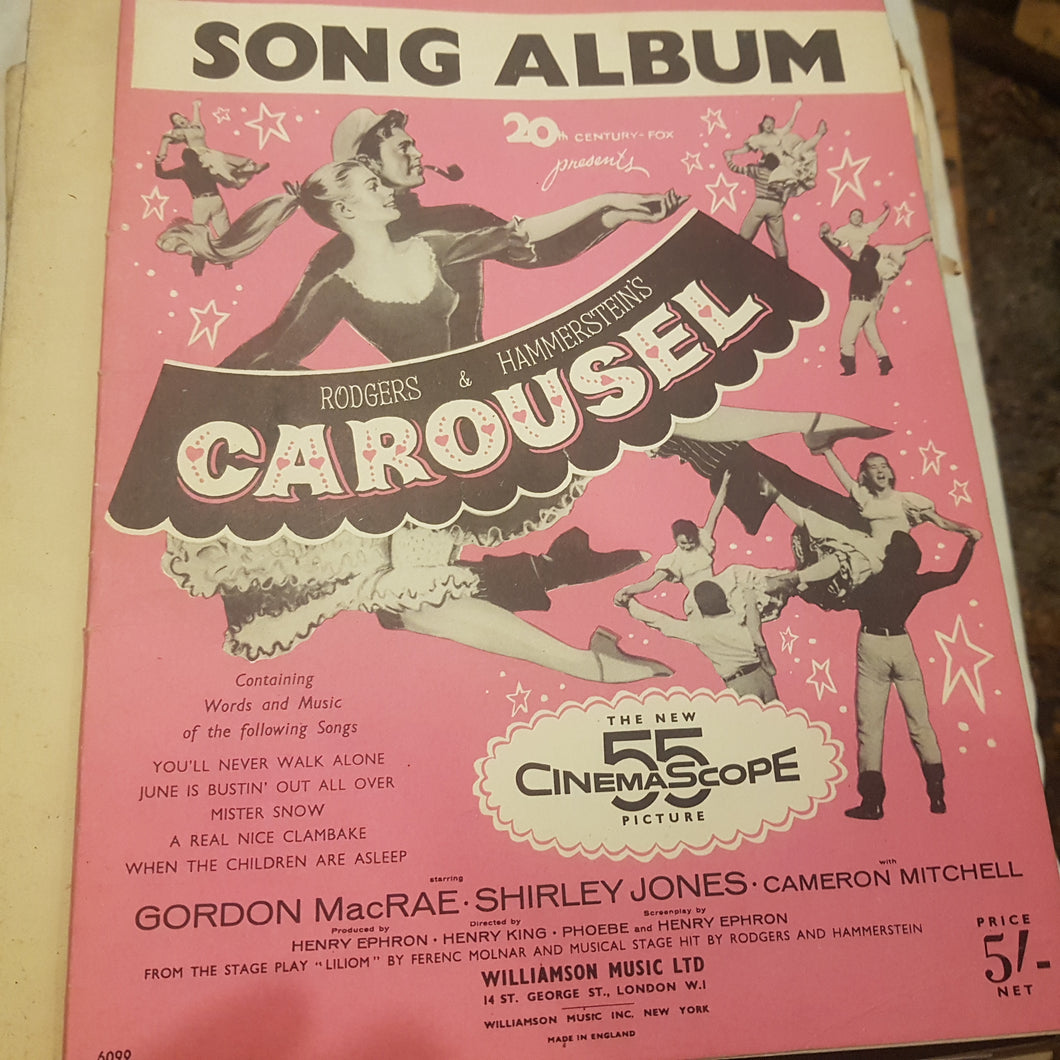 SONG ALBUM
20th CENTURY-FOX
presents
RODGERS & HAMMERSTEIN'S
CAROUSEL
Containing
Words and Music
of the following Songs
YOU'LL NEVER WALK ALONE
JUNE IS BUSTIN' OUT ALL OVER
MISTER SNOW
A REAL NICE CLAMBAKE
WHEN THE CHILDREN ARE ASLEEP
THE NEW
CINEMASCOPE 55
PICTURE
starring
with
GORDON MacRAE · SHIRLEY JONES · CAMERON MITCHELL
Produced by Directed by Screenplay by
HENRY EPHRON · HENRY KING · PHOEBE and HENRY EPHRON
FROM THE STAGE PLAY "LILIOM" BY FERENC MOLNAR AND MUSICAL STAGE HIT BY RODGERS AND HAMMERSTEIN
WILLIAMSON MUSIC LTD
14 ST. GEORGE ST., LONDON W.I
WILLIAMSON MUSIC INC. NEW YORK
MADE IN ENGLAND
PRICE
5/-
NET
6099